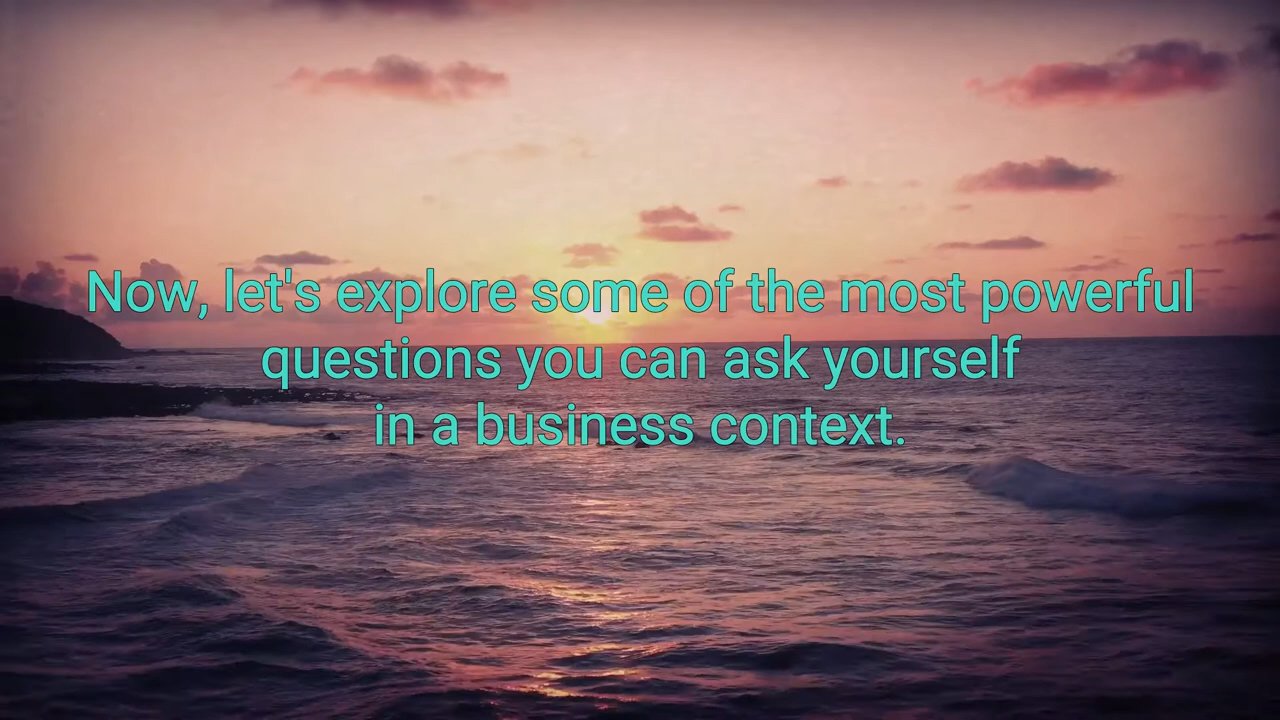 Now, let's explore some of the most powerful
questions you can ask yourself
in a business context.